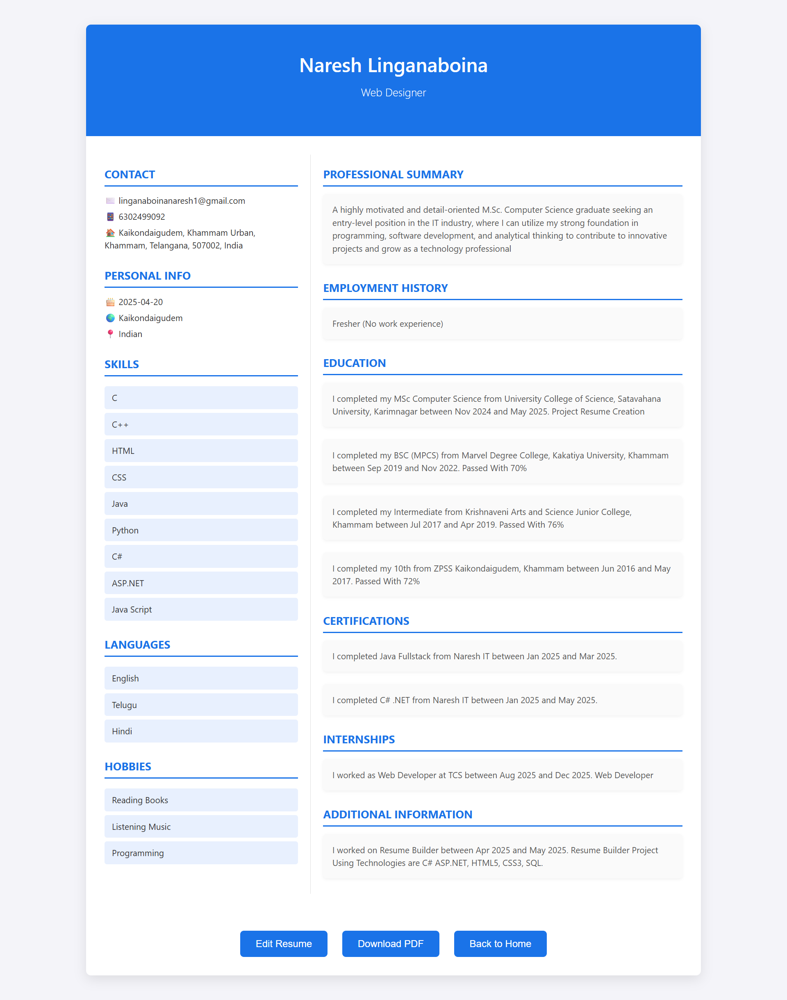 Naresh Linganaboina
Web Designer
CONTACT
linganaboinanaresh1@gmail.com
6302499092
Kaikondaigudem, Khammam Urban,
Khammam, Telangana, 507002, India
PERSONAL INFO
2025-04-20
Kaikondaigudem
Indian
SKILLS
C
C++
HTML
CSS
Java
Python
C#
ASP.NET
Java Script
LANGUAGES
English
Telugu
Hindi
HOBBIES
Reading Books
Listening Music
Programming
PROFESSIONAL SUMMARY
A highly motivated and detail-oriented M.Sc. Computer Science graduate seeking an
entry-level position in the IT industry, where I can utilize my strong foundation in
programming, software development, and analytical thinking to contribute to innovative
projects and grow as a technology professional
EMPLOYMENT HISTORY
Fresher (No work experience)
EDUCATION
I completed my MSc Computer Science from University College of Science, Satavahana
University, Karimnagar between Nov 2024 and May 2025. Project Resume Creation
I completed my BSC (MPCS) from Marvel Degree College, Kakatiya University, Khammam
between Sep 2019 and Nov 2022. Passed With 70%
I completed my Intermediate from Krishnaveni Arts and Science Junior College,
Khammam between Jul 2017 and Apr 2019. Passed With 76%
I completed my 10th from ZPSS Kaikondaigudem, Khammam between Jun 2016 and May
2017. Passed With 72%
CERTIFICATIONS
I completed Java Fullstack from Naresh IT between Jan 2025 and Mar 2025.
I completed C# .NET from Naresh IT between Jan 2025 and May 2025.
INTERNSHIPS
I worked as Web Developer at TCS between Aug 2025 and Dec 2025. Web Developer
ADDITIONAL INFORMATION
I worked on Resume Builder between Apr 2025 and May 2025. Resume Builder Project
Using Technologies are C# ASP.NET, HTML5, CSS3, SQL.
Edit Resume
Download PDF
Back to Home